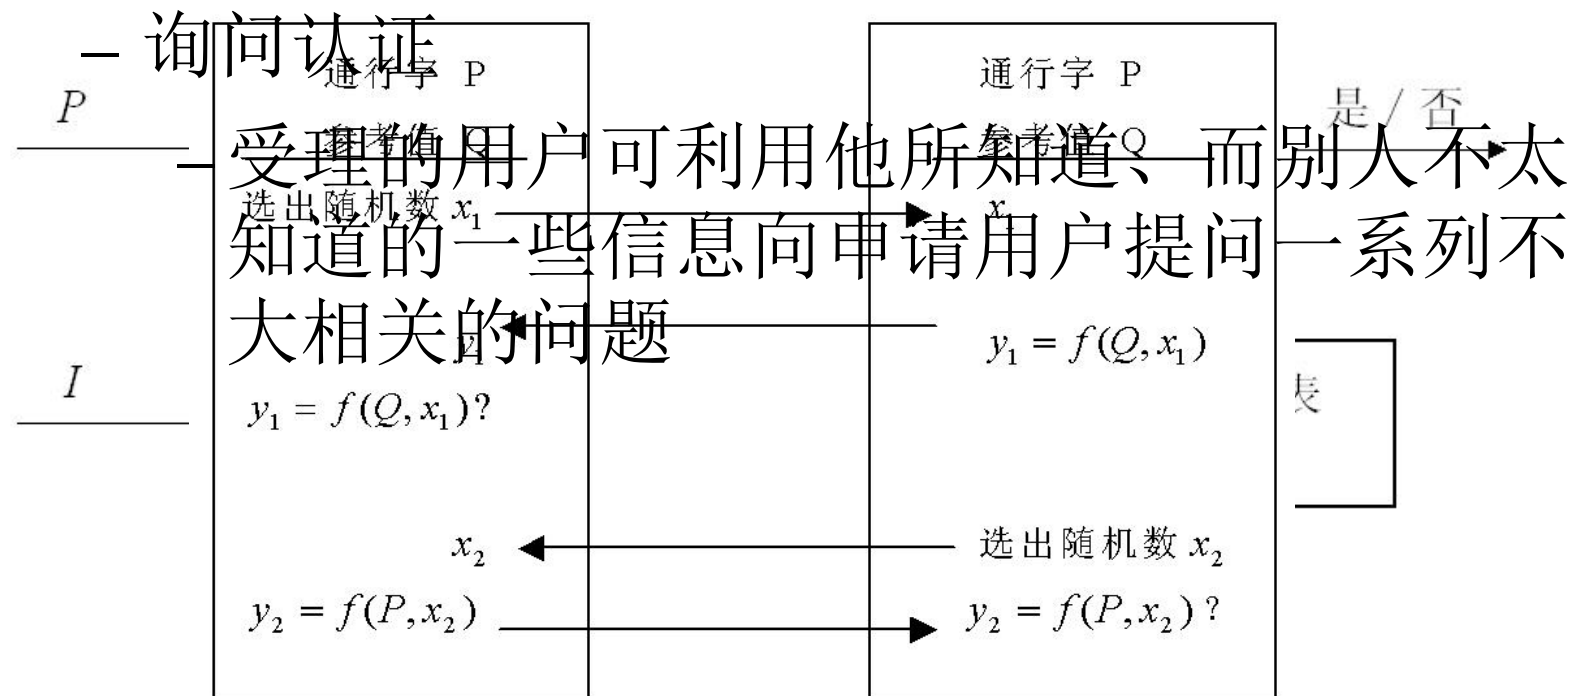 – 询问认证
– 受理的用户可利用他所知道、而别人不太
知道的一些信息向申请用户提问一系列不
大相关的问题
P
I
通行字 P
参考值 Q
选出随机数 x₁
y₁
y₁ = f(Q, x₁)?
x₂
y₂ = f(P, x₂)
通行字 P
参考值 Q
x₁
y₁ = f(Q, x₁)
选出随机数 x₂
y₂ = f(P, x₂) ?
是 / 否
表